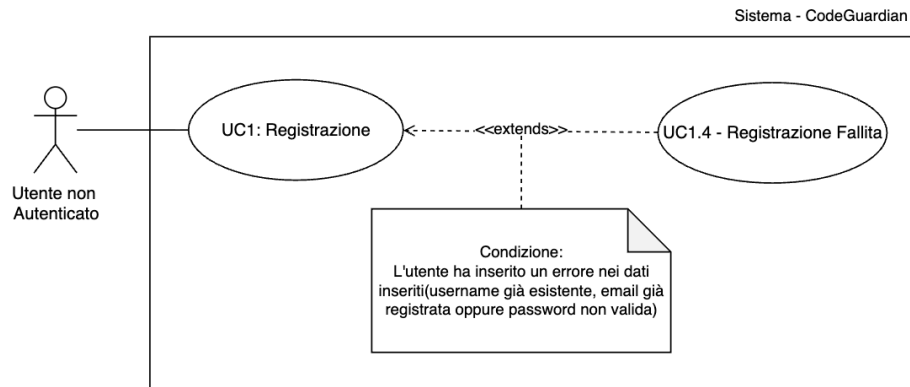 Sistema - CodeGuardian
UC1: Registrazione
<<extends>>
UC1.4 - Registrazione Fallita
Utente non
Autenticato
Condizione:
L'utente ha inserito un errore nei dati
inseriti(username già esistente, email già
registrata oppure password non valida)